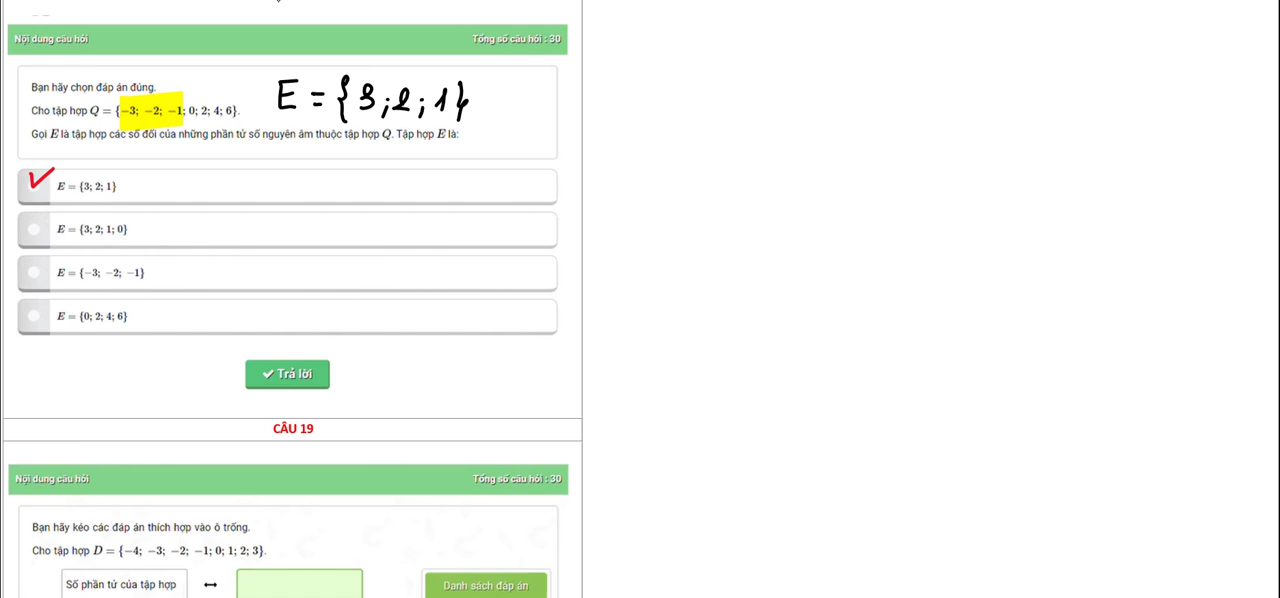 Nội dung câu hỏi
Tổng số câu hỏi : 30
Bạn hãy chọn đáp án đúng.
Cho tập hợp Q = {−3; −2; −1; 0; 2; 4; 6}.
E = {3; 2; 1}
Gọi E là tập hợp các số đối của những phần tử số nguyên âm thuộc tập hợp Q. Tập hợp E là:
E = {3; 2; 1}
E = {3; 2; 1; 0}
E = {−3; −2; −1}
E = {0; 2; 4; 6}
Trả lời
CÂU 19
Nội dung câu hỏi
Tổng số câu hỏi : 30
Bạn hãy kéo các đáp án thích hợp vào ô trống.
Cho tập hợp D = {−4; −3; −2; −1; 0; 1; 2; 3}.
Số phần tử của tập hợp
Danh sách đáp án